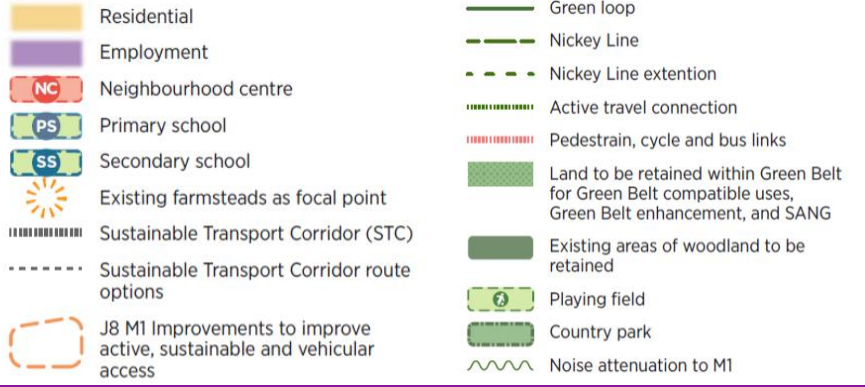 Residential
Employment
NC
Neighbourhood centre
PS
Primary school
SS
Secondary school
Existing farmsteads as focal point
Sustainable Transport Corridor (STC)
Sustainable Transport Corridor route
options
J8 M1 Improvements to improve
active, sustainable and vehicular
access
Green loop
Nickey Line
Nickey Line extention
Active travel connection
Pedestrain, cycle and bus links
Land to be retained within Green Belt
for Green Belt compatible uses,
Green Belt enhancement, and SANG
Existing areas of woodland to be
retained
Playing field
Country park
Noise attenuation to M1